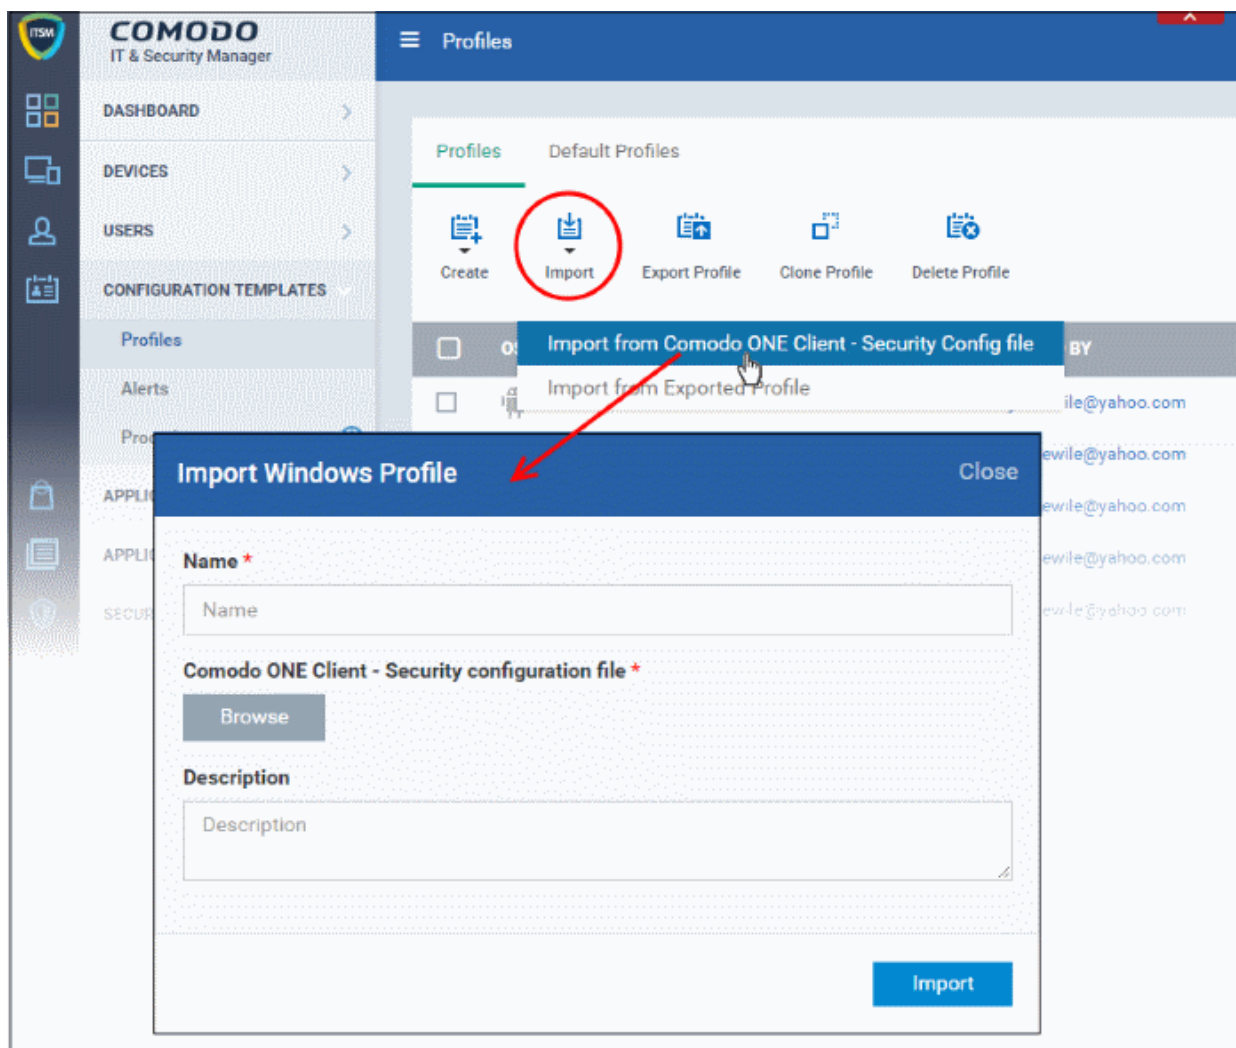 ITSM
COMODO
IT & Security Manager
Profiles
DASHBOARD
DEVICES
USERS
CONFIGURATION TEMPLATES
Profiles
Alerts
Profiles
Default Profiles
Create
Import
Export Profile
Clone Profile
Delete Profile
BY
Import from Comodo ONE Client - Security Config file
Import from Exported Profile
ile@yahoo.com
ewile@yahoo.com
ewile@yahoo.com
ewile@yahoo.com
ewile@yahoo.com
Import Windows Profile
Close
Name *
Name
Comodo ONE Client - Security configuration file *
Browse
Description
Description
Import